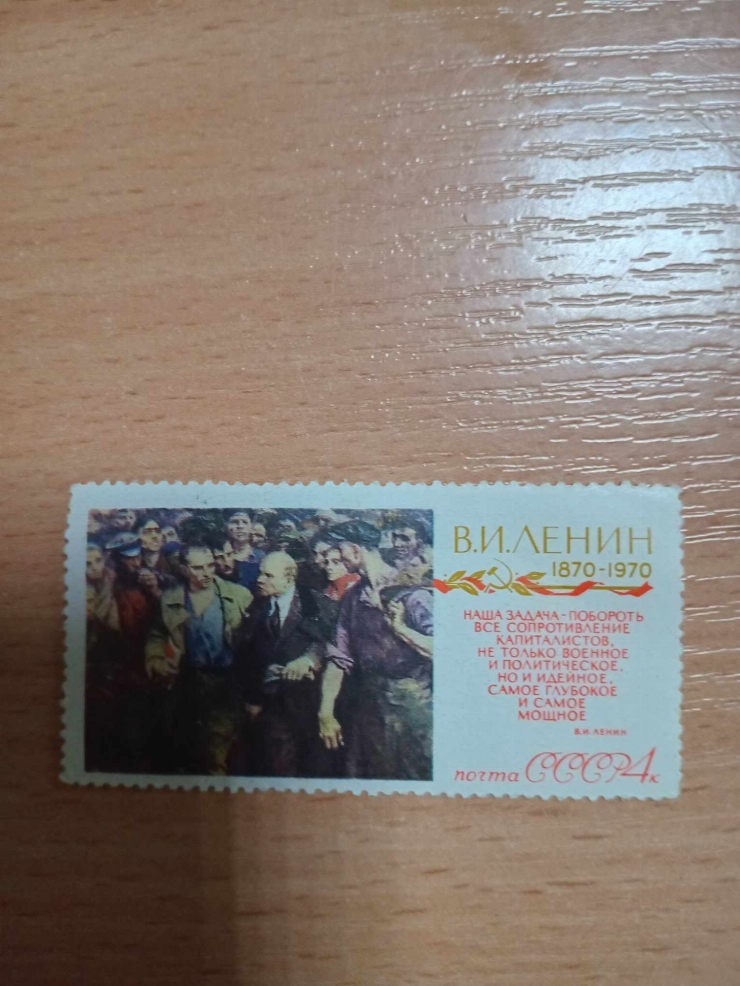 В.И.ЛЕНИН
1870-1970
НАША ЗАДАЧА - ПОБОРОТЬ
ВСЕ СОПРОТИВЛЕНИЕ
КАПИТАЛИСТОВ,
НЕ ТОЛЬКО ВОЕННОЕ
И ПОЛИТИЧЕСКОЕ,
НО И ИДЕЙНОЕ,
САМОЕ ГЛУБОКОЕ
И САМОЕ
МОЩНОЕ
В.И.ЛЕНИН
почта СССР 4к